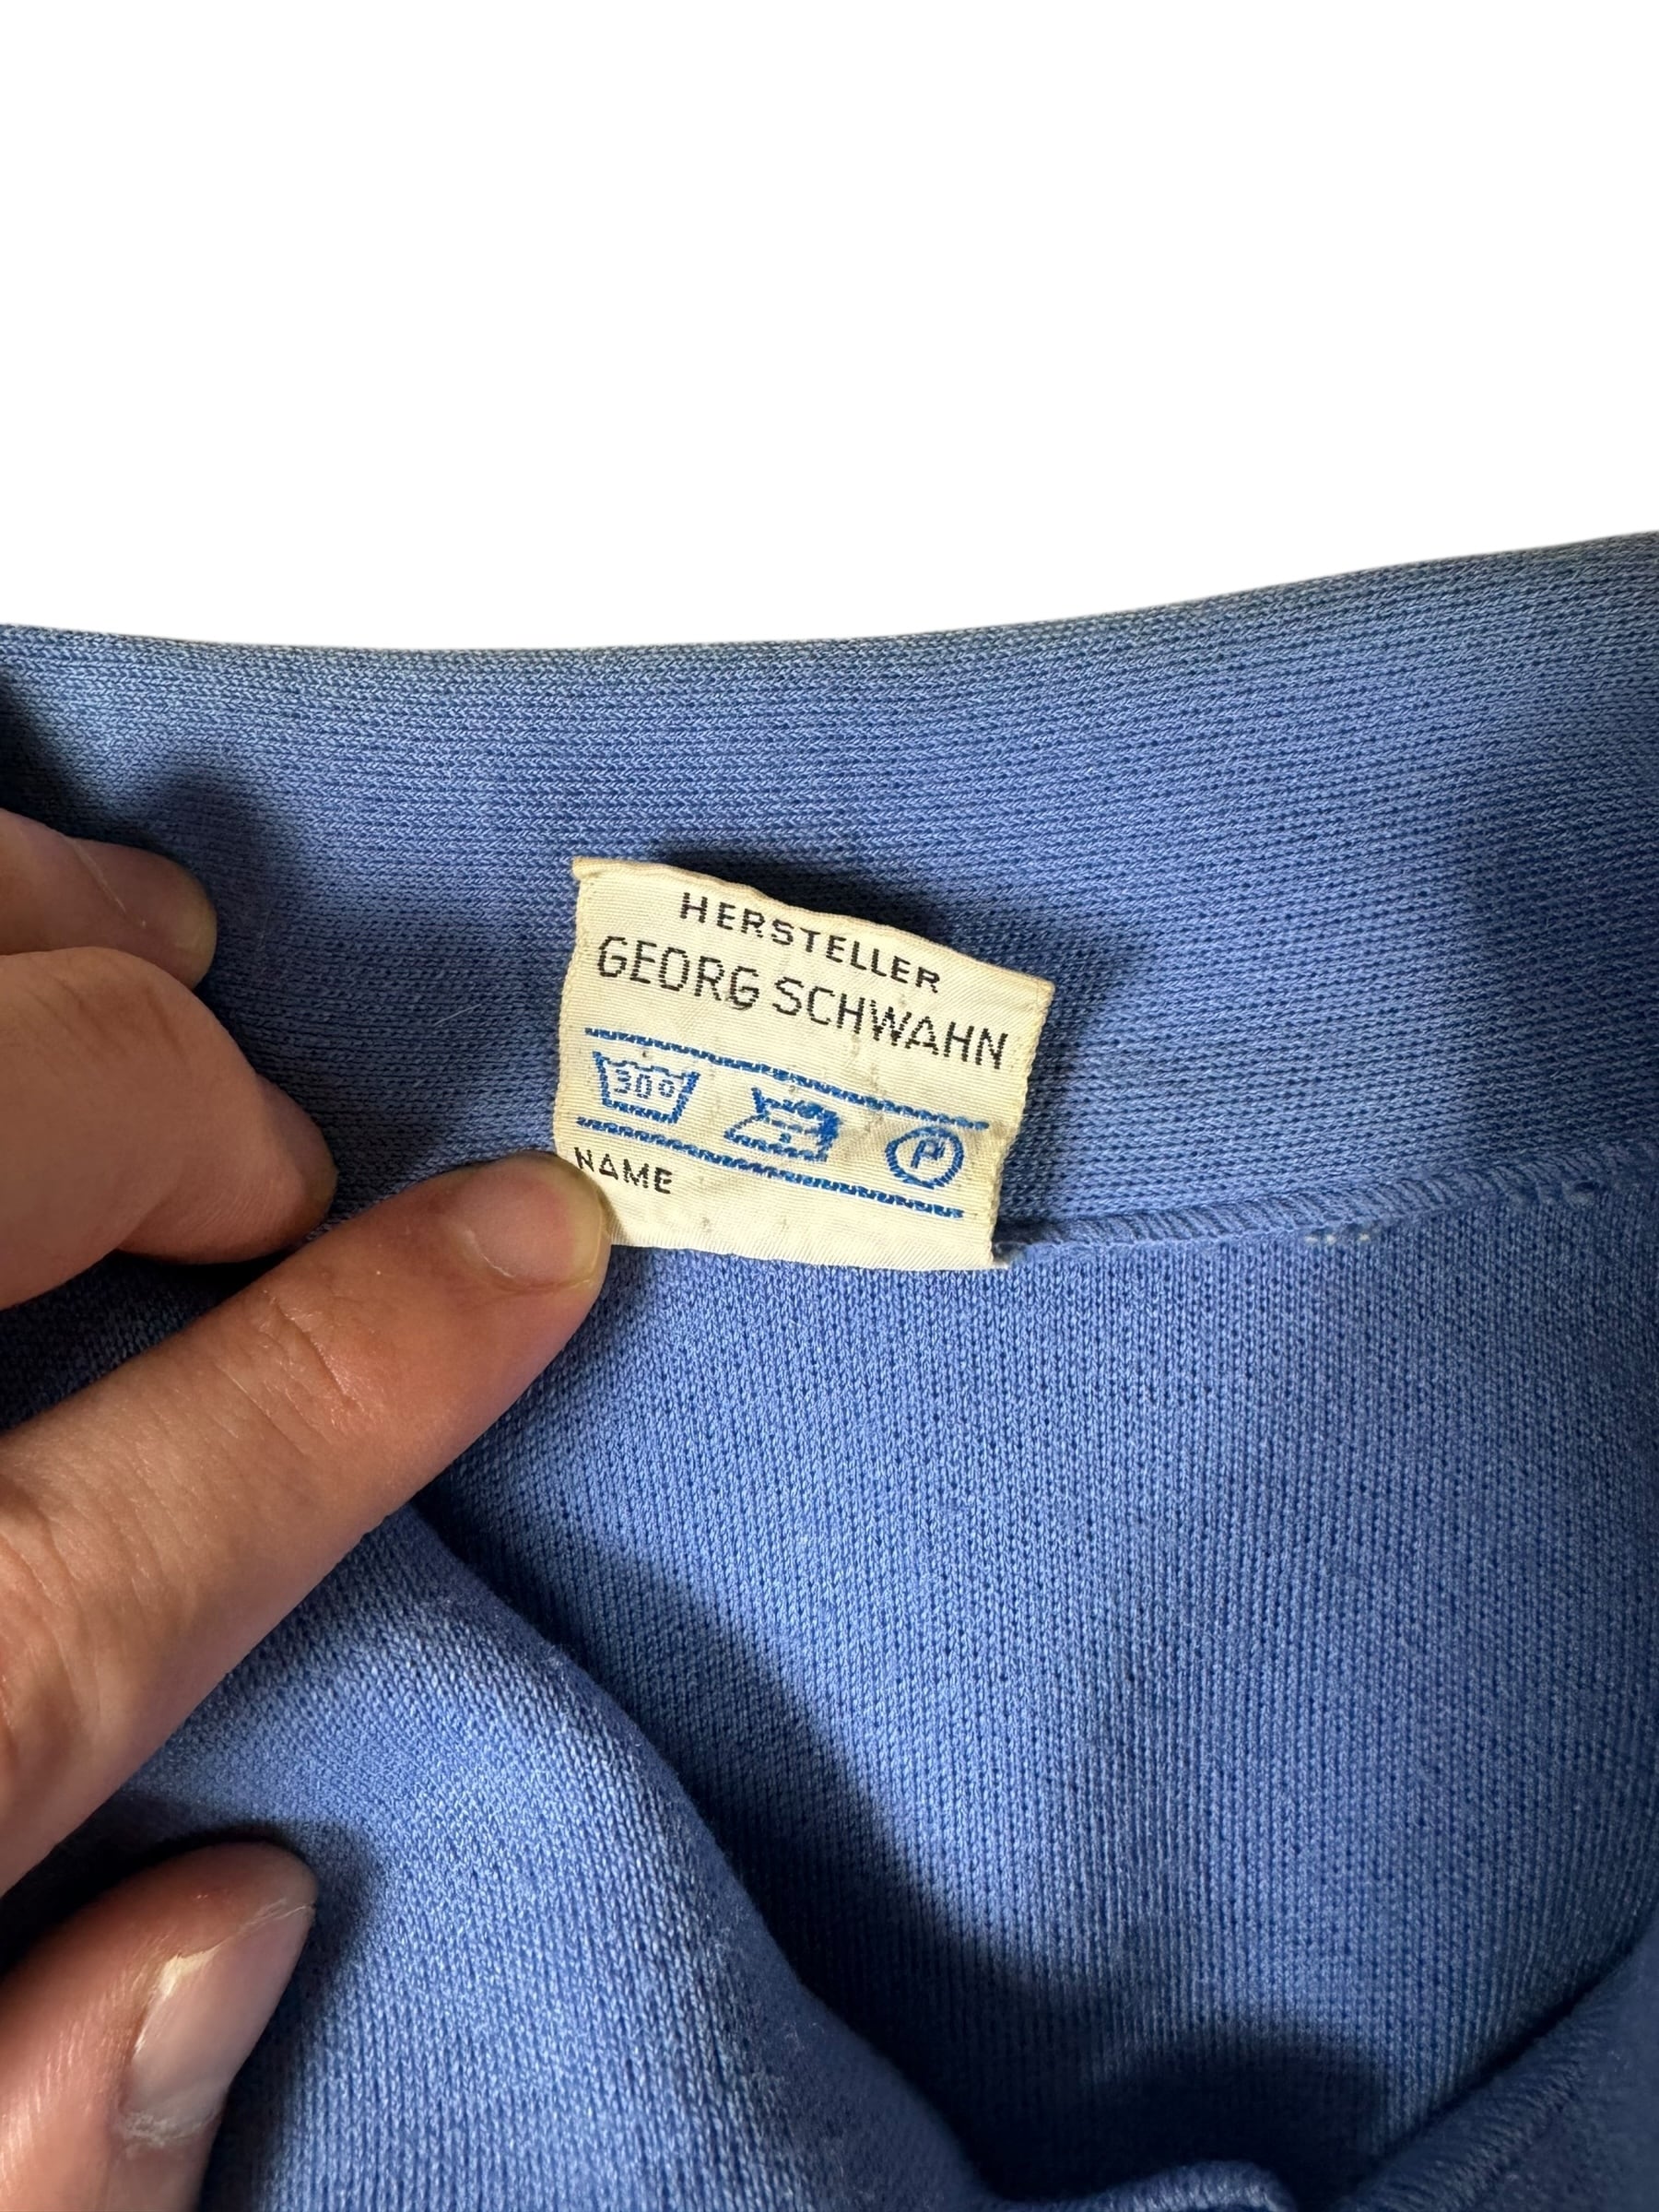 HERSTELLER
GEORG SCHWAHN
30° P
NAME